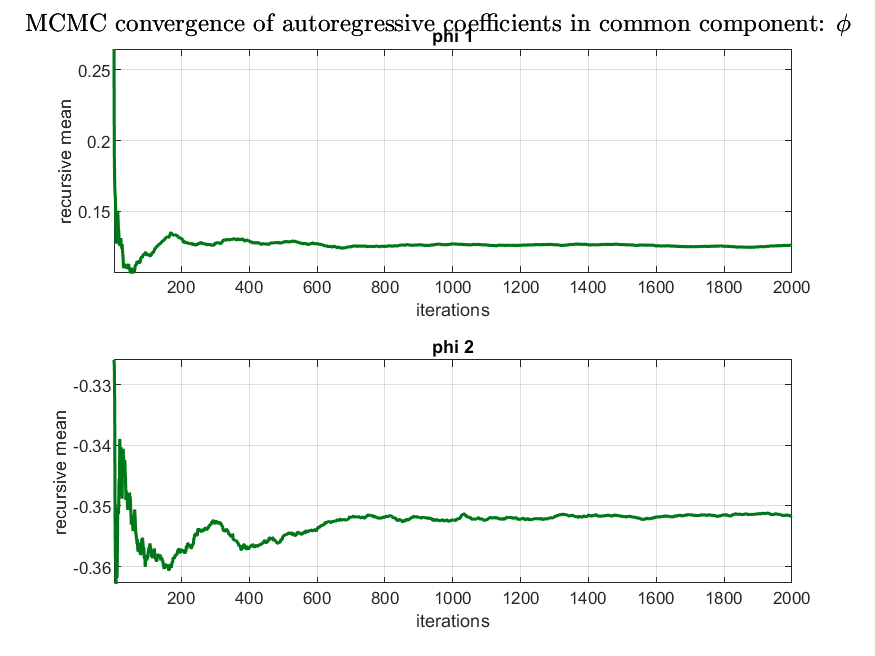 MCMC convergence of autoregressive coefficients in common component: ϕ
phi 1
recursive mean
0.25
0.2
0.15
200 400 600 800 1000 1200 1400 1600 1800 2000
iterations
phi 2
recursive mean
-0.33
-0.34
-0.35
-0.36
200 400 600 800 1000 1200 1400 1600 1800 2000
iterations